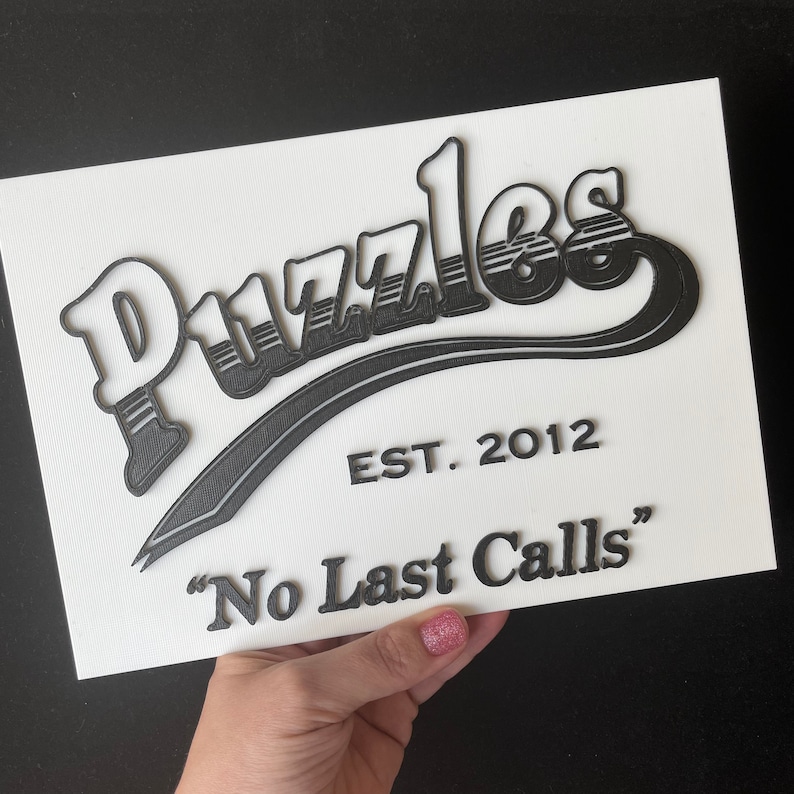 Puzzles
EST. 2012
“No Last Calls”